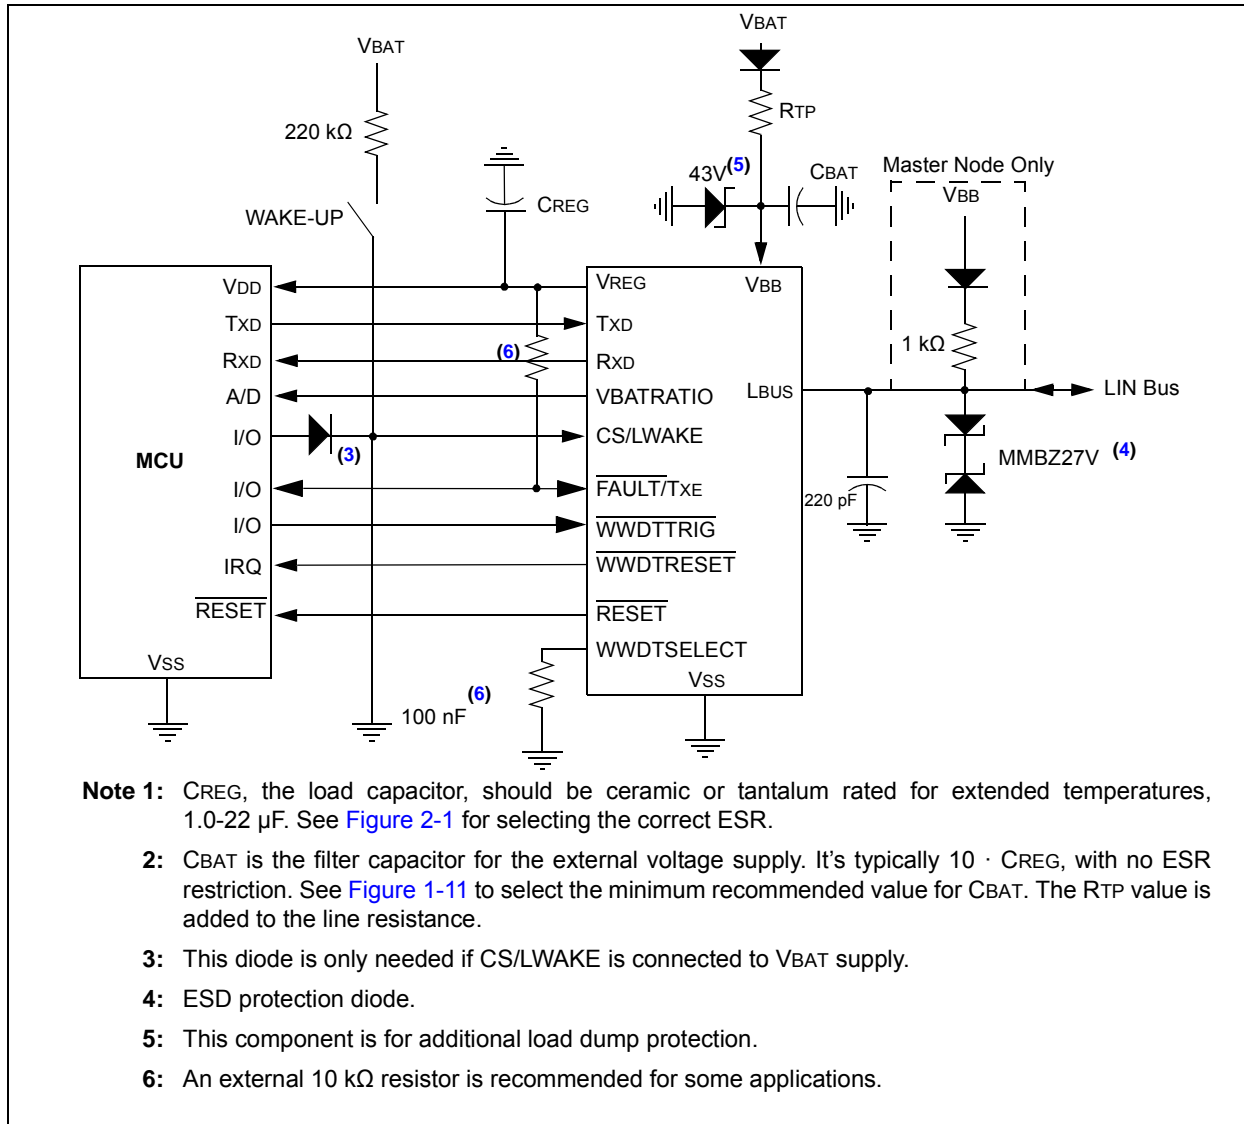 VBAT
VBAT
220 kΩ
RTP
43V(5)
CBAT
Master Node Only
VBB
WAKE-UP
CREG
VDD
VREG
VBB
TXD
TXD
1 kΩ
(6)
RXD
RXD
A/D
VBATRATIO
LBUS
LIN Bus
I/O
CS/LWAKE
MCU
(3)
MMBZ27V (4)
I/O
FAULT/TXE
220 pF
I/O
WWDTTRIG
IRQ
WWDTRESET
RESET
RESET
WWDTSELECT
VSS
VSS
100 nF (6)
Note 1: CREG, the load capacitor, should be ceramic or tantalum rated for extended temperatures,
1.0-22 µF. See Figure 2-1 for selecting the correct ESR.
2: CBAT is the filter capacitor for the external voltage supply. It's typically 10 · CREG, with no ESR
restriction. See Figure 1-11 to select the minimum recommended value for CBAT. The RTP value is
added to the line resistance.
3: This diode is only needed if CS/LWAKE is connected to VBAT supply.
4: ESD protection diode.
5: This component is for additional load dump protection.
6: An external 10 kΩ resistor is recommended for some applications.